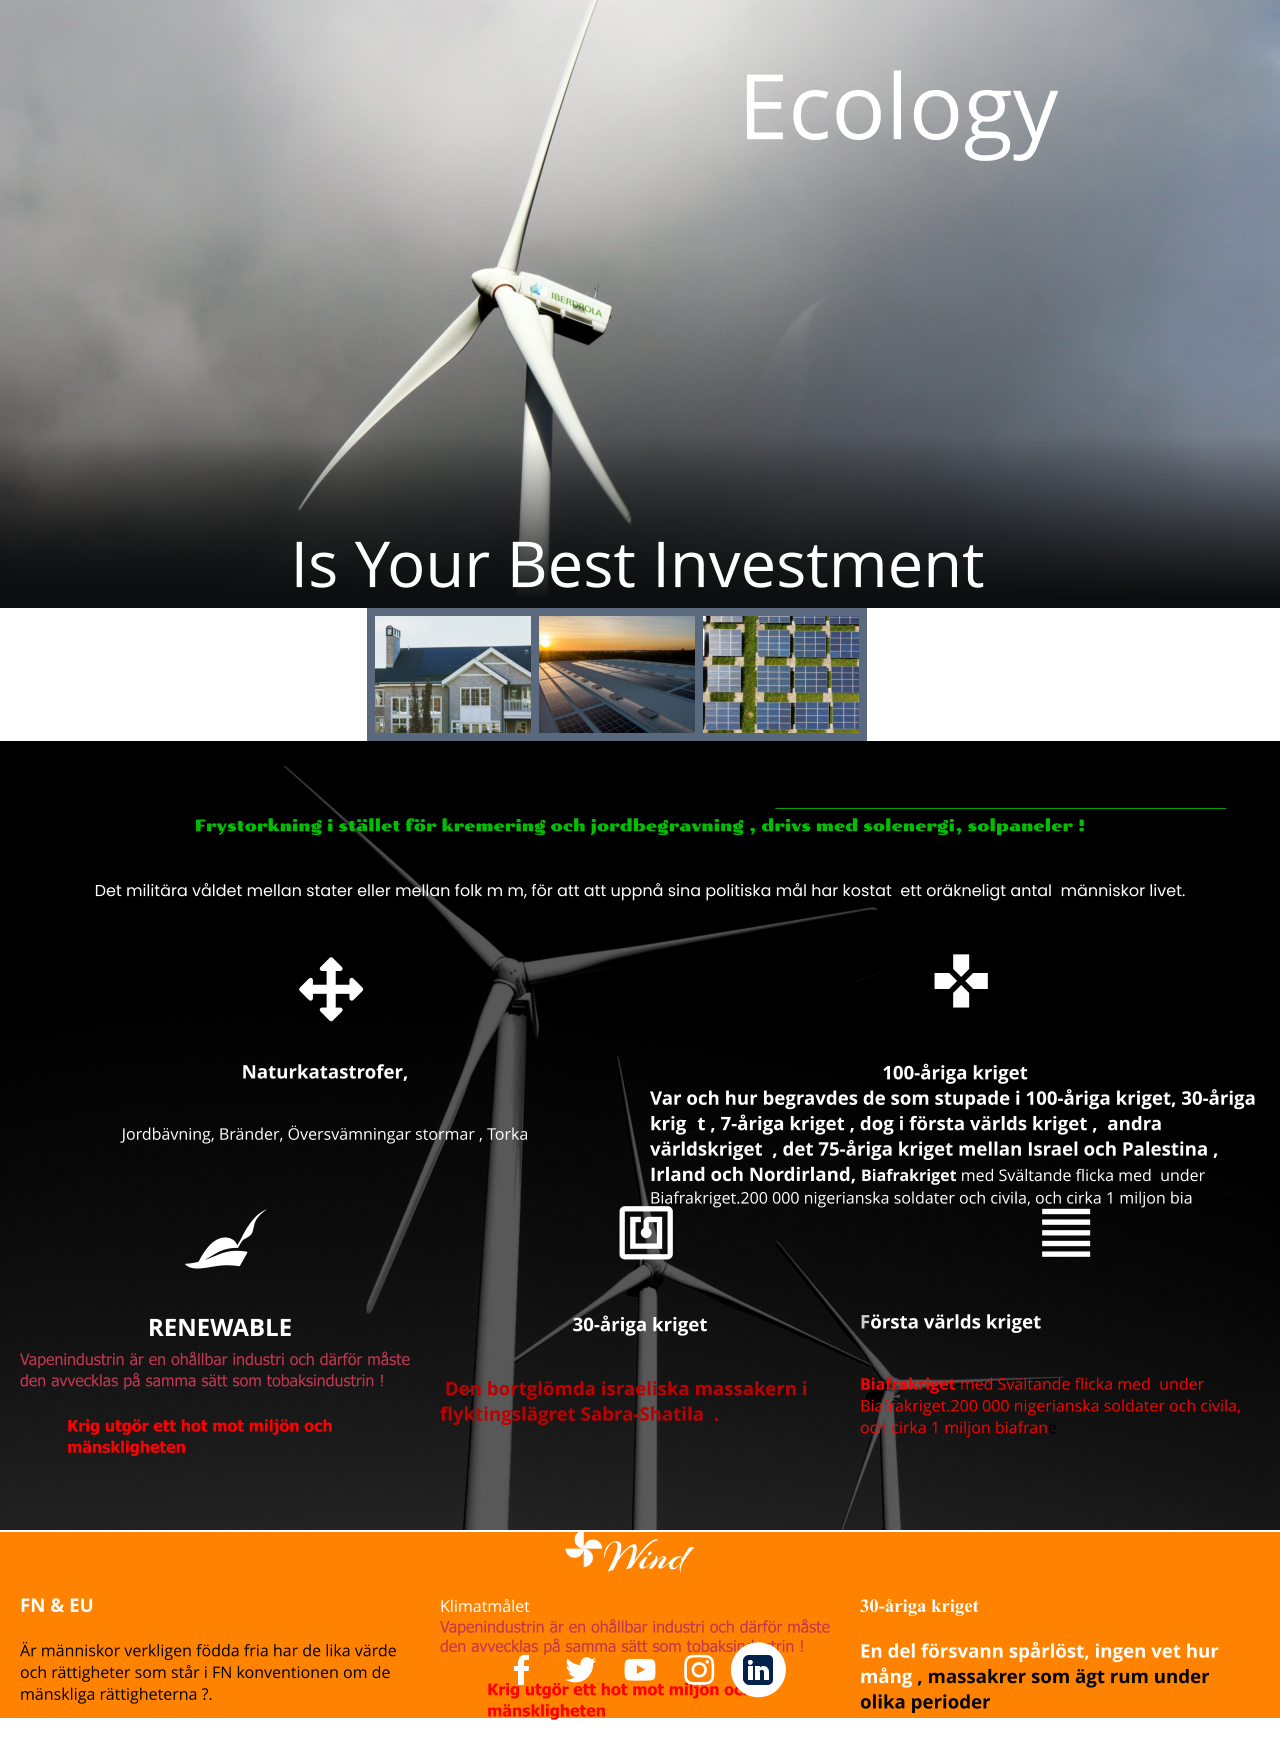 Ecology
IBERDROLA
Is Your Best Investment
Frystorkning i stället för kremering och jordbegravning , drivs med solenergi, solpaneler !
Det militära våldet mellan stater eller mellan folk m m, för att att uppnå sina politiska mål har kostat ett oräkneligt antal människor livet.
Naturkatastrofer,
Jordbävning, Bränder, Översvämningar stormar , Torka
100-åriga kriget
Var och hur begravdes de som stupade i 100-åriga kriget, 30-åriga
krig t , 7-åriga kriget , dog i första världs kriget , andra
världskriget , det 75-åriga kriget mellan Israel och Palestina ,
Irland och Nordirland, Biafrakriget med Svältande flicka med under
Biafrakriget.200 000 nigerianska soldater och civila, och cirka 1 miljon bia
RENEWABLE
Vapenindustrin är en ohållbar industri och därför måste
den avvecklas på samma sätt som tobaksindustrin !
Krig utgör ett hot mot miljön och
mänskligheten
30-åriga kriget
Den bortglömda israeliska massakern i
flyktingslägret Sabra-Shatila .
Första världs kriget
Biafrakriget med Svältande flicka med under
Biafrakriget.200 000 nigerianska soldater och civila,
och cirka 1 miljon biafrane
Wind
FN & EU
Är människor verkligen födda fria har de lika värde
och rättigheter som står i FN konventionen om de
mänskliga rättigheterna ?.
Klimatmålet
Vapenindustrin är en ohållbar industri och därför måste
den avvecklas på samma sätt som tobaksindustrin !
Krig utgör ett hot mot miljön och
mänskligheten
30-åriga kriget
En del försvann spårlöst, ingen vet hur
mång , massakrer som ägt rum under
olika perioder